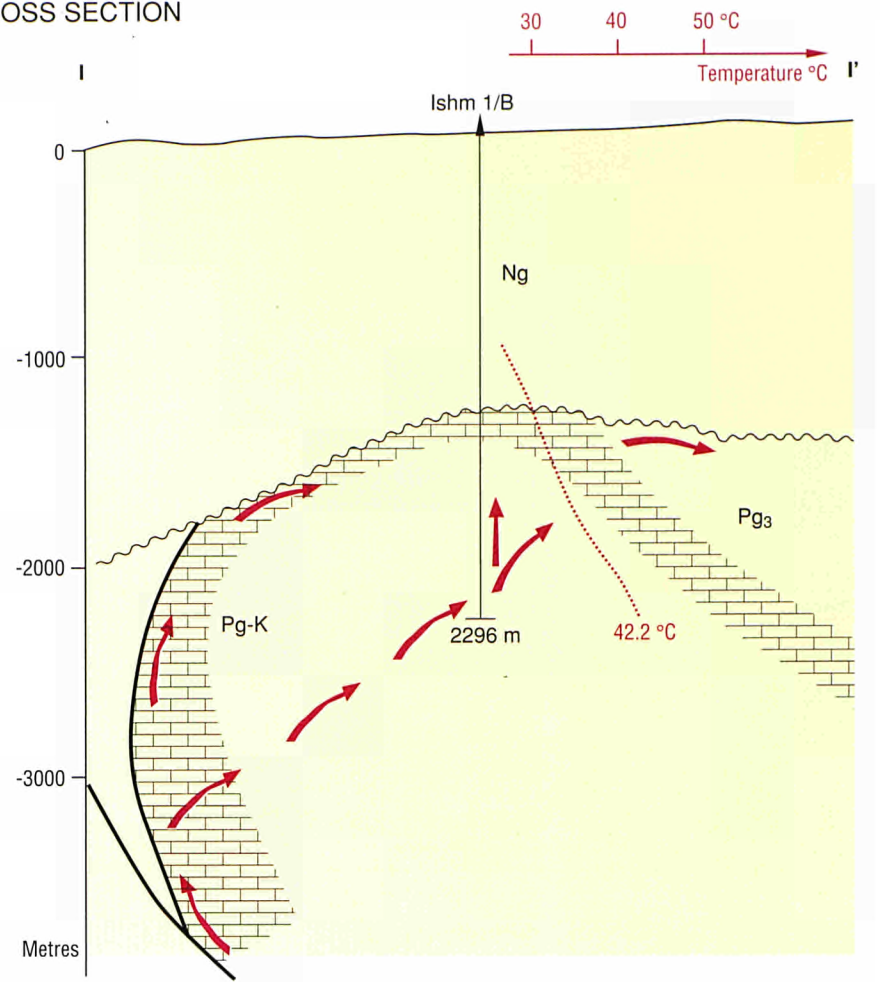 OSS SECTION
30 40 50 °C
Temperature °C
I
I'
Ishm 1/B
0
Ng
-1000
Pg3
-2000
Pg-K
2296 m
42.2 °C
-3000
Metres